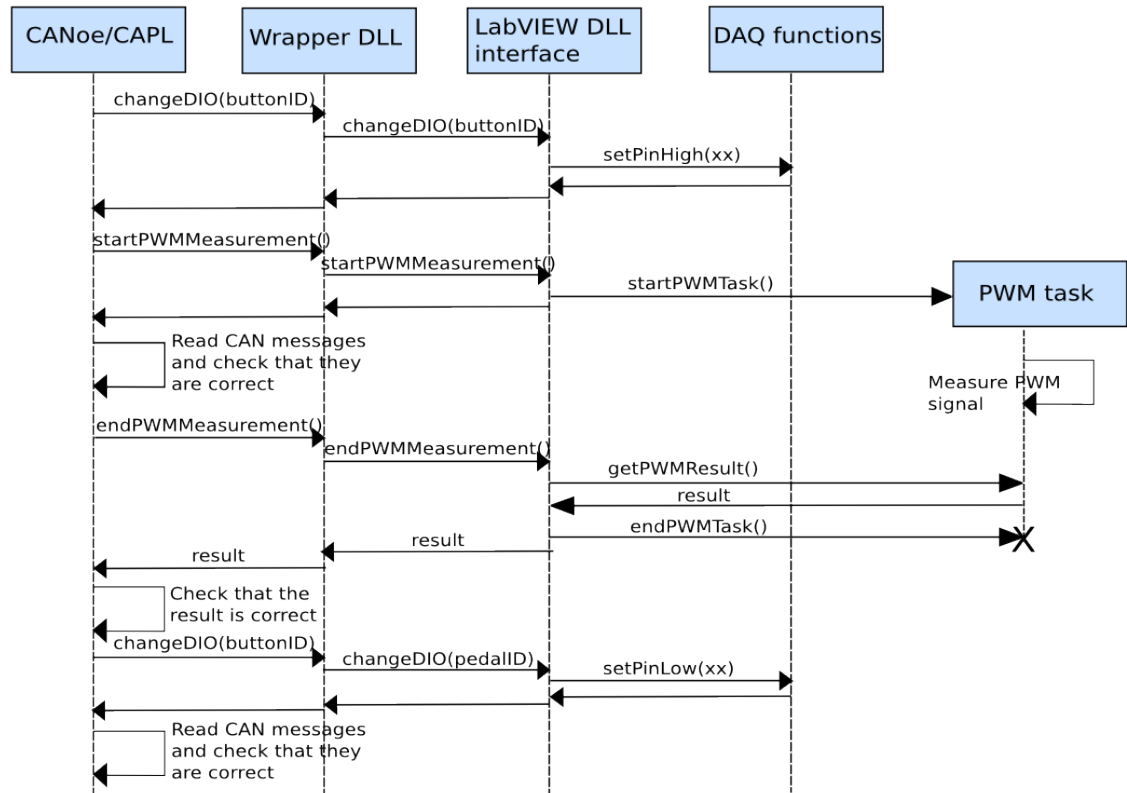 CANoe/CAPL
Wrapper DLL
LabVIEW DLL
interface
DAQ functions
changeDIO(buttonID)
changeDIO(buttonID)
setPinHigh(xx)
startPWMMeasurement()
startPWMMeasurement()
startPWMTask()
PWM task
Read CAN messages
and check that they
are correct
Measure PWM
signal
endPWMMeasurement()
endPWMMeasurement()
getPWMResult()
result
endPWMTask()
result
result
Check that the
result is correct
changeDIO(buttonID)
changeDIO(pedalID)
setPinLow(xx)
Read CAN messages
and check that they
are correct